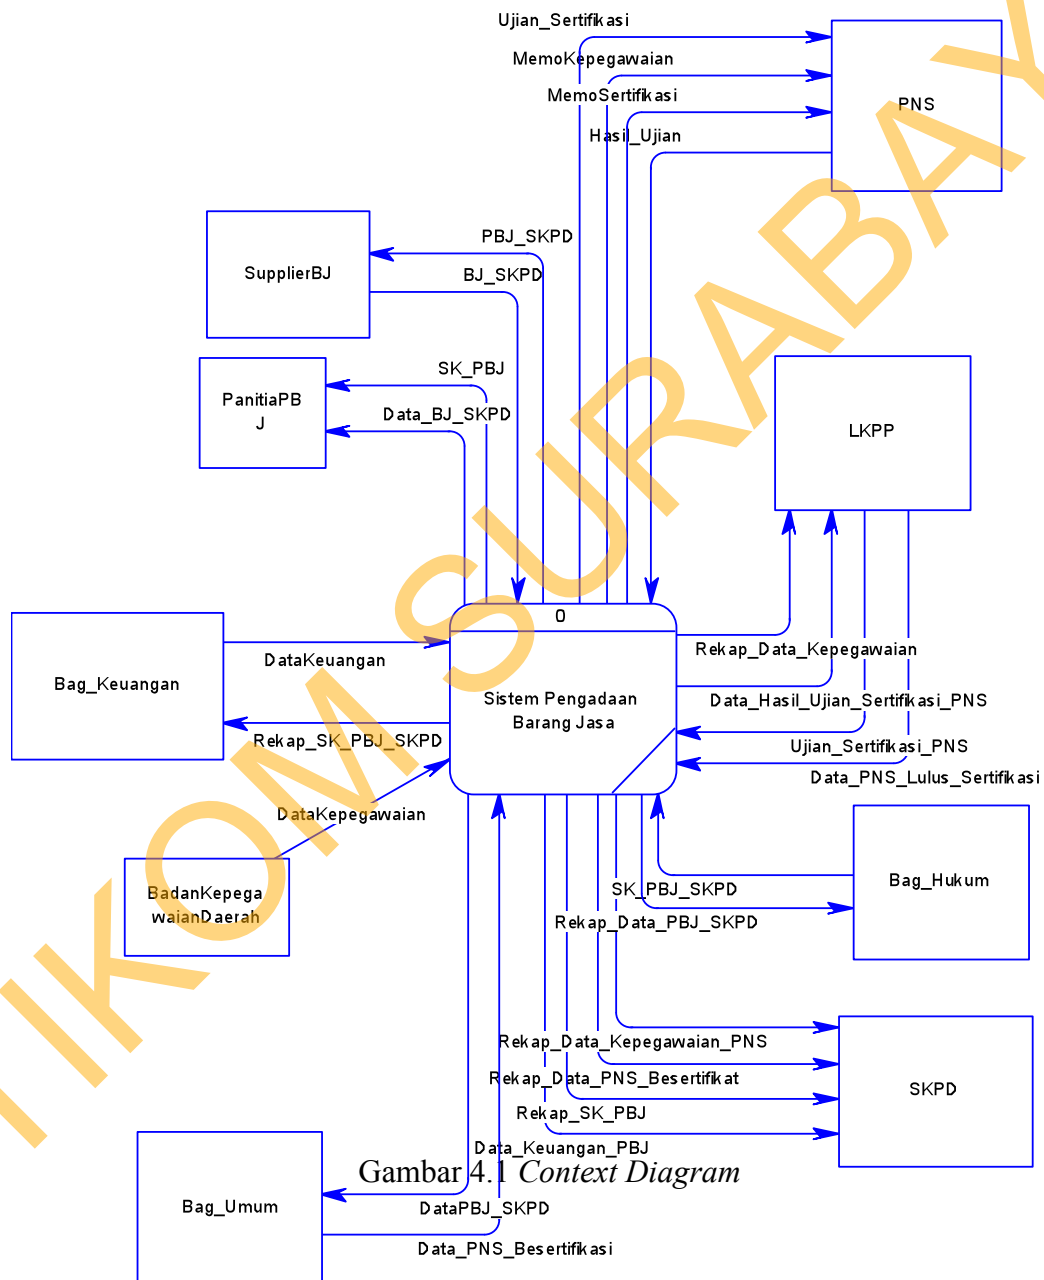 Ujian_Sertifikasi
MemoKepegawaian
MemoSertifikasi
Hasil_Ujian
PNS
PBJ_SKPD
SupplierBJ
BJ_SKPD
SK_PBJ
PanitiaPB
J
Data_BJ_SKPD
LKPP
0
Sistem Pengadaan
Barang Jasa
Rekap_Data_Kepegawaian
DataKeuangan
Bag_Keuangan
Data_Hasil_Ujian_Sertifikasi_PNS
Rekap_SK_PBJ_SKPD
Ujian_Sertifikasi_PNS
Data_PNS_Lulus_Sertifikasi
DataKepegawaian
BadanKepega
waianDaerah
SK_PBJ_SKPD
Bag_Hukum
Rekap_Data_PBJ_SKPD
Rekap_Data_Kepegawaian_PNS
Rekap_Data_PNS_Besertifikat
SKPD
Rekap_SK_PBJ
Data_Keuangan_PBJ
Gambar 4.1 Context Diagram
Bag_Umum
DataPBJ_SKPD
Data_PNS_Besertifikasi
TIKOM SURABAY